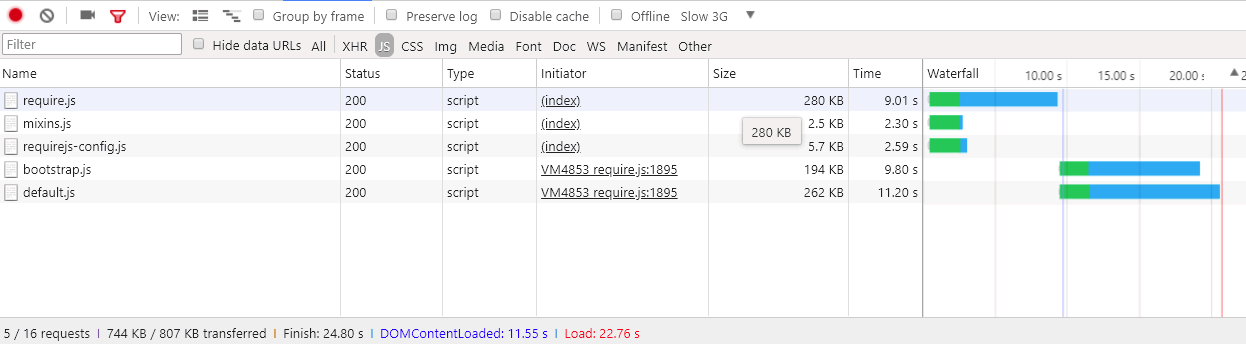 View: Group by frame Preserve log Disable cache Offline Slow 3G ▼
Filter Hide data URLs All XHR JS CSS Img Media Font Doc WS Manifest Other
Name Status Type Initiator Size Time Waterfall 10.00 s 15.00 s 20.00 s 2
require.js 200 script (index) 280 KB 9.01 s
mixins.js 200 script (index) 2.5 KB 2.30 s
280 KB
requirejs-config.js 200 script (index) 5.7 KB 2.59 s
bootstrap.js 200 script VM4853 require.js:1895 194 KB 9.80 s
default.js 200 script VM4853 require.js:1895 262 KB 11.20 s
5 / 16 requests | 744 KB / 807 KB transferred | Finish: 24.80 s | DOMContentLoaded: 11.55 s | Load: 22.76 s